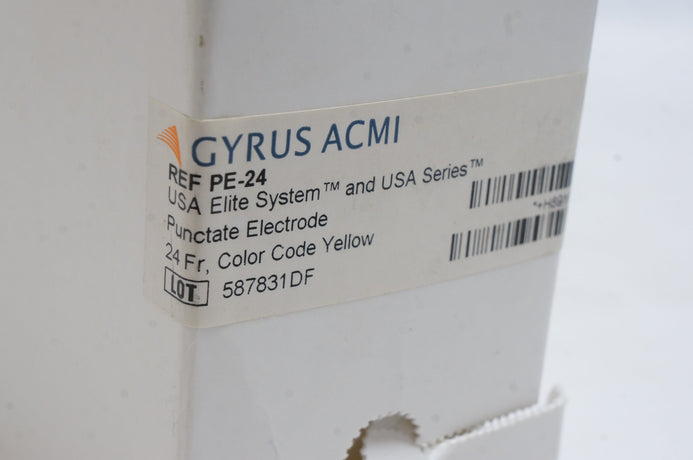 GYRUS ACMI
REF PE-24
USA Elite System™ and USA Series™
Punctate Electrode
24 Fr, Color Code Yellow
LOT 587831DF